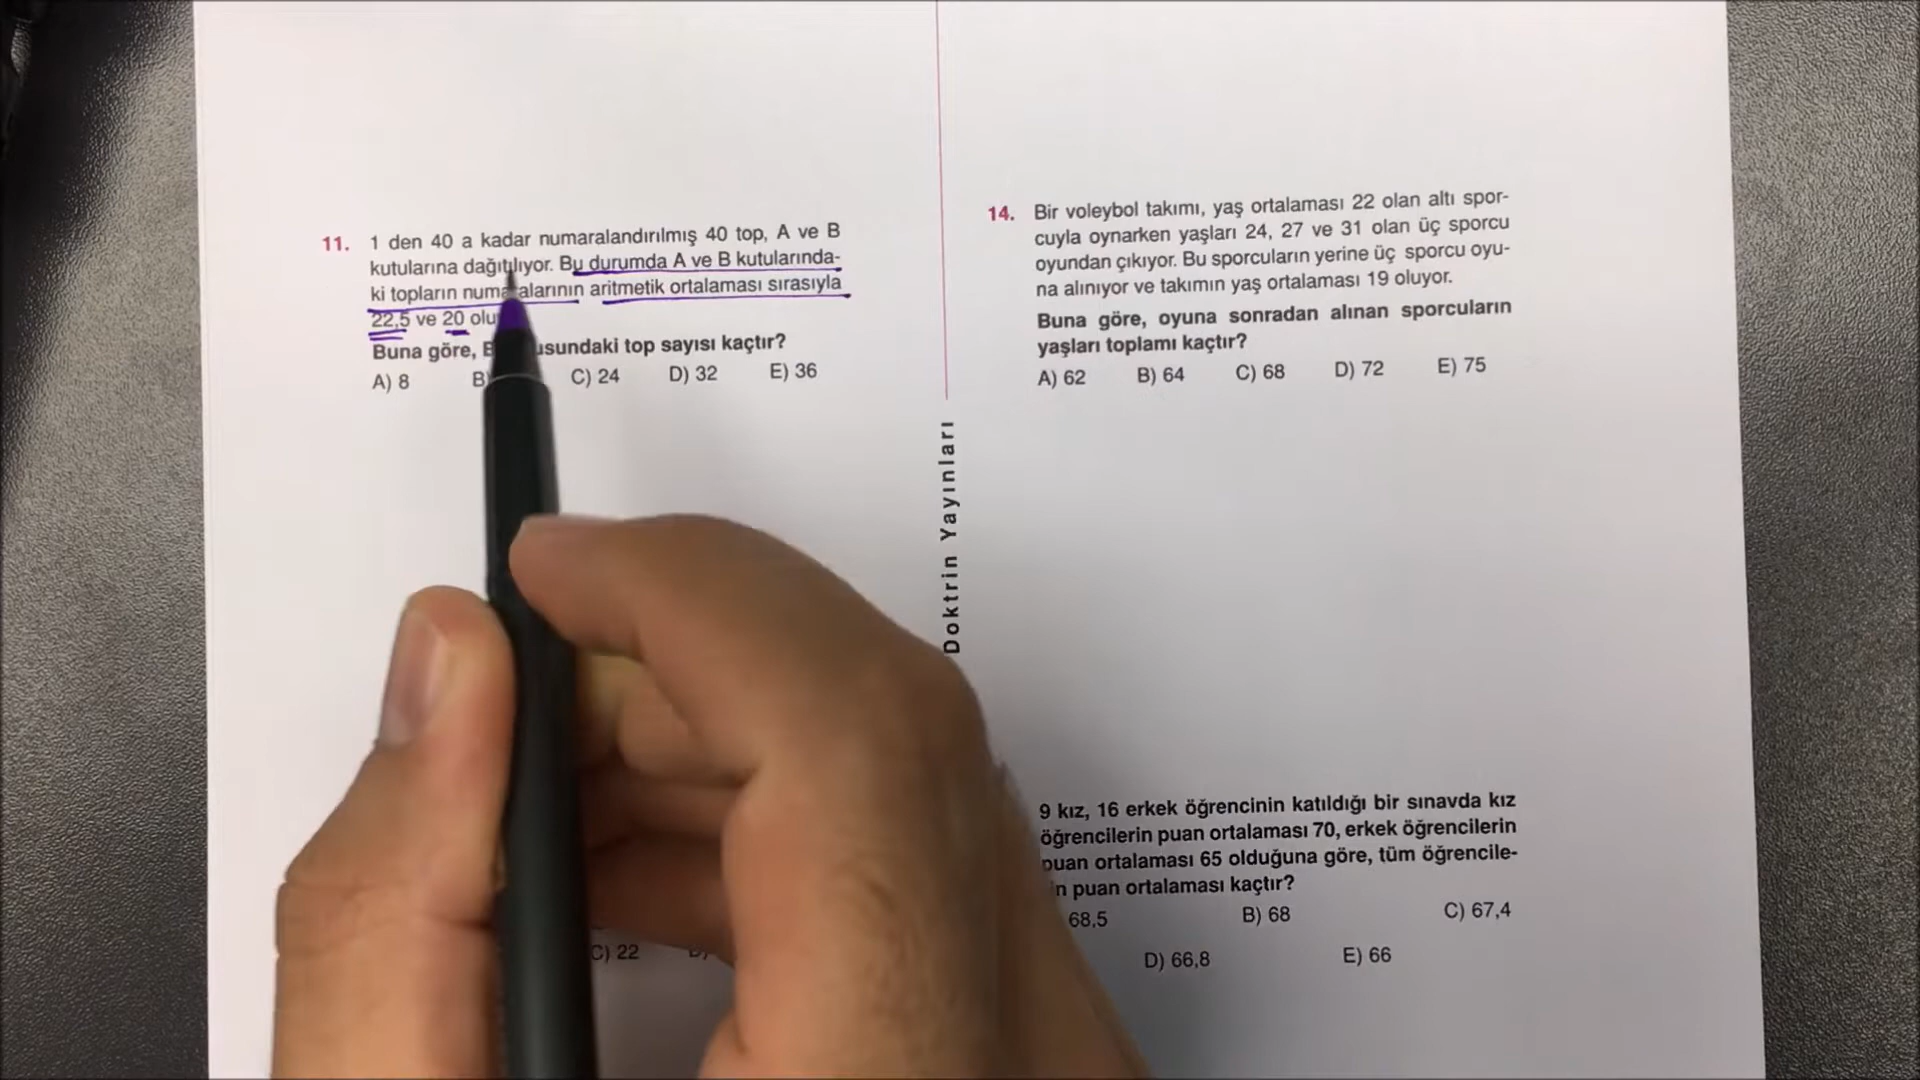 11. 1 den 40 a kadar numaralandırılmış 40 top, A ve B
kutularına dağıtılıyor. Bu durumda A ve B kutularında-
ki topların numaralarının aritmetik ortalaması sırasıyla
22,5 ve 20
Buna göre, top sayısı kaçtır?
A) 8 B) C) 24 D) 32 E) 36
C) 22
14. Bir voleybol takımı, yaş ortalaması 22 olan altı spor-
cuyla oynarken yaşları 24, 27 ve 31 olan üç sporcu
oyundan çıkıyor. Bu sporcuların yerine üç sporcu oyu-
na alınıyor ve takımın yaş ortalaması 19 oluyor.
Buna göre, oyuna sonradan alınan sporcuların
yaşları toplamı kaçtır?
A) 62 B) 64 C) 68 D) 72 E) 75
Doktrin Yayınları
9 kız, 16 erkek öğrencinin katıldığı bir sınavda kız
öğrencilerin puan ortalaması 70, erkek öğrencilerin
puan ortalaması 65 olduğuna göre, tüm öğrencile-
n puan ortalaması kaçtır?
68,5 B) 68 C) 67,4
D) 66,8 E) 66